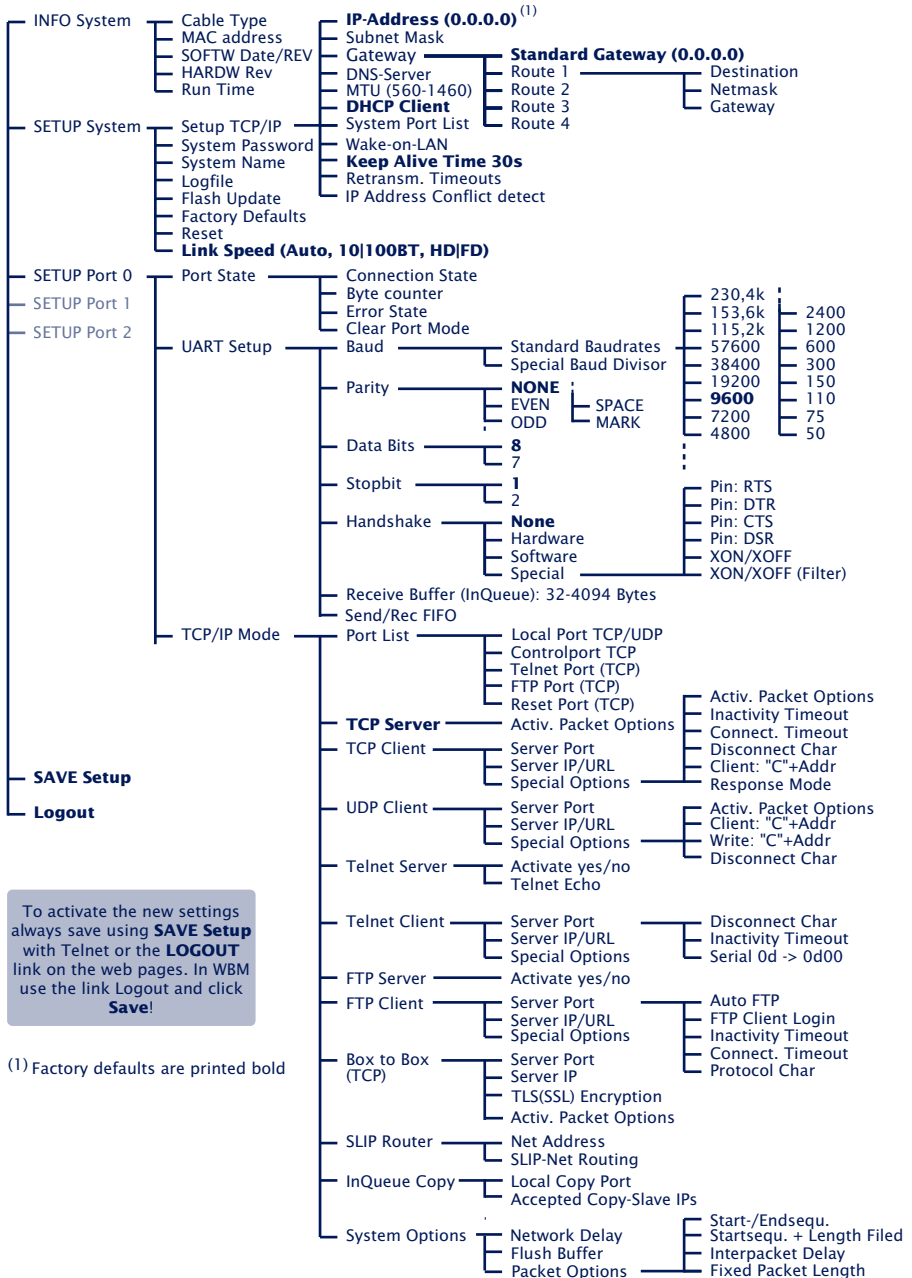 INFO System
Cable Type
MAC address
SOFTW Date/REV
HARDW Rev
Run Time
SETUP System
Setup TCP/IP
IP-Address (0.0.0.0) (1)
Subnet Mask
Gateway
Standard Gateway (0.0.0.0)
Route 1
Destination
Netmask
Gateway
Route 2
Route 3
Route 4
DNS-Server
MTU (560-1460)
DHCP Client
System Port List
Wake-on-LAN
Keep Alive Time 30s
Retransm. Timeouts
IP Address Conflict detect
System Password
System Name
Logfile
Flash Update
Factory Defaults
Reset
Link Speed (Auto, 10|100BT, HD|FD)
SETUP Port 0
SETUP Port 1
SETUP Port 2
Port State
Connection State
Byte counter
Error State
Clear Port Mode
UART Setup
Baud
Standard Baudrates
230,4k
153,6k
115,2k
57600
38400
19200
9600
7200
4800
2400
1200
600
300
150
110
75
50
Special Baud Divisor
Parity
NONE
EVEN
ODD
SPACE
MARK
Data Bits
8
7
Stopbit
1
2
Handshake
None
Hardware
Software
Special
Pin: RTS
Pin: DTR
Pin: CTS
Pin: DSR
XON/XOFF
XON/XOFF (Filter)
Receive Buffer (InQueue): 32-4094 Bytes
Send/Rec FIFO
TCP/IP Mode
Port List
Local Port TCP/UDP
Controlport TCP
Telnet Port (TCP)
FTP Port (TCP)
Reset Port (TCP)
TCP Server
Activ. Packet Options
TCP Client
Server Port
Server IP/URL
Special Options
Activ. Packet Options
Inactivity Timeout
Connect. Timeout
Disconnect Char
Client: "C"+Addr
Response Mode
UDP Client
Server Port
Server IP/URL
Special Options
Activ. Packet Options
Client: "C"+Addr
Write: "C"+Addr
Disconnect Char
Telnet Server
Activate yes/no
Telnet Echo
Telnet Client
Server Port
Server IP/URL
Special Options
Disconnect Char
Inactivity Timeout
Serial 0d -> 0d00
FTP Server
Activate yes/no
FTP Client
Server Port
Server IP/URL
Special Options
Auto FTP
FTP Client Login
Inactivity Timeout
Connect. Timeout
Protocol Char
Box to Box
(TCP)
Server Port
Server IP
TLS(SSL) Encryption
Activ. Packet Options
SLIP Router
Net Address
SLIP-Net Routing
InQueue Copy
Local Copy Port
Accepted Copy-Slave IPs
System Options
Network Delay
Flush Buffer
Packet Options
Start-/Endsequ.
Startsequ. + Length Filed
Interpacket Delay
Fixed Packet Length
SAVE Setup
Logout
To activate the new settings
always save using SAVE Setup
with Telnet or the LOGOUT
link on the web pages. In WBM
use the link Logout and click
Save!
(1) Factory defaults are printed bold